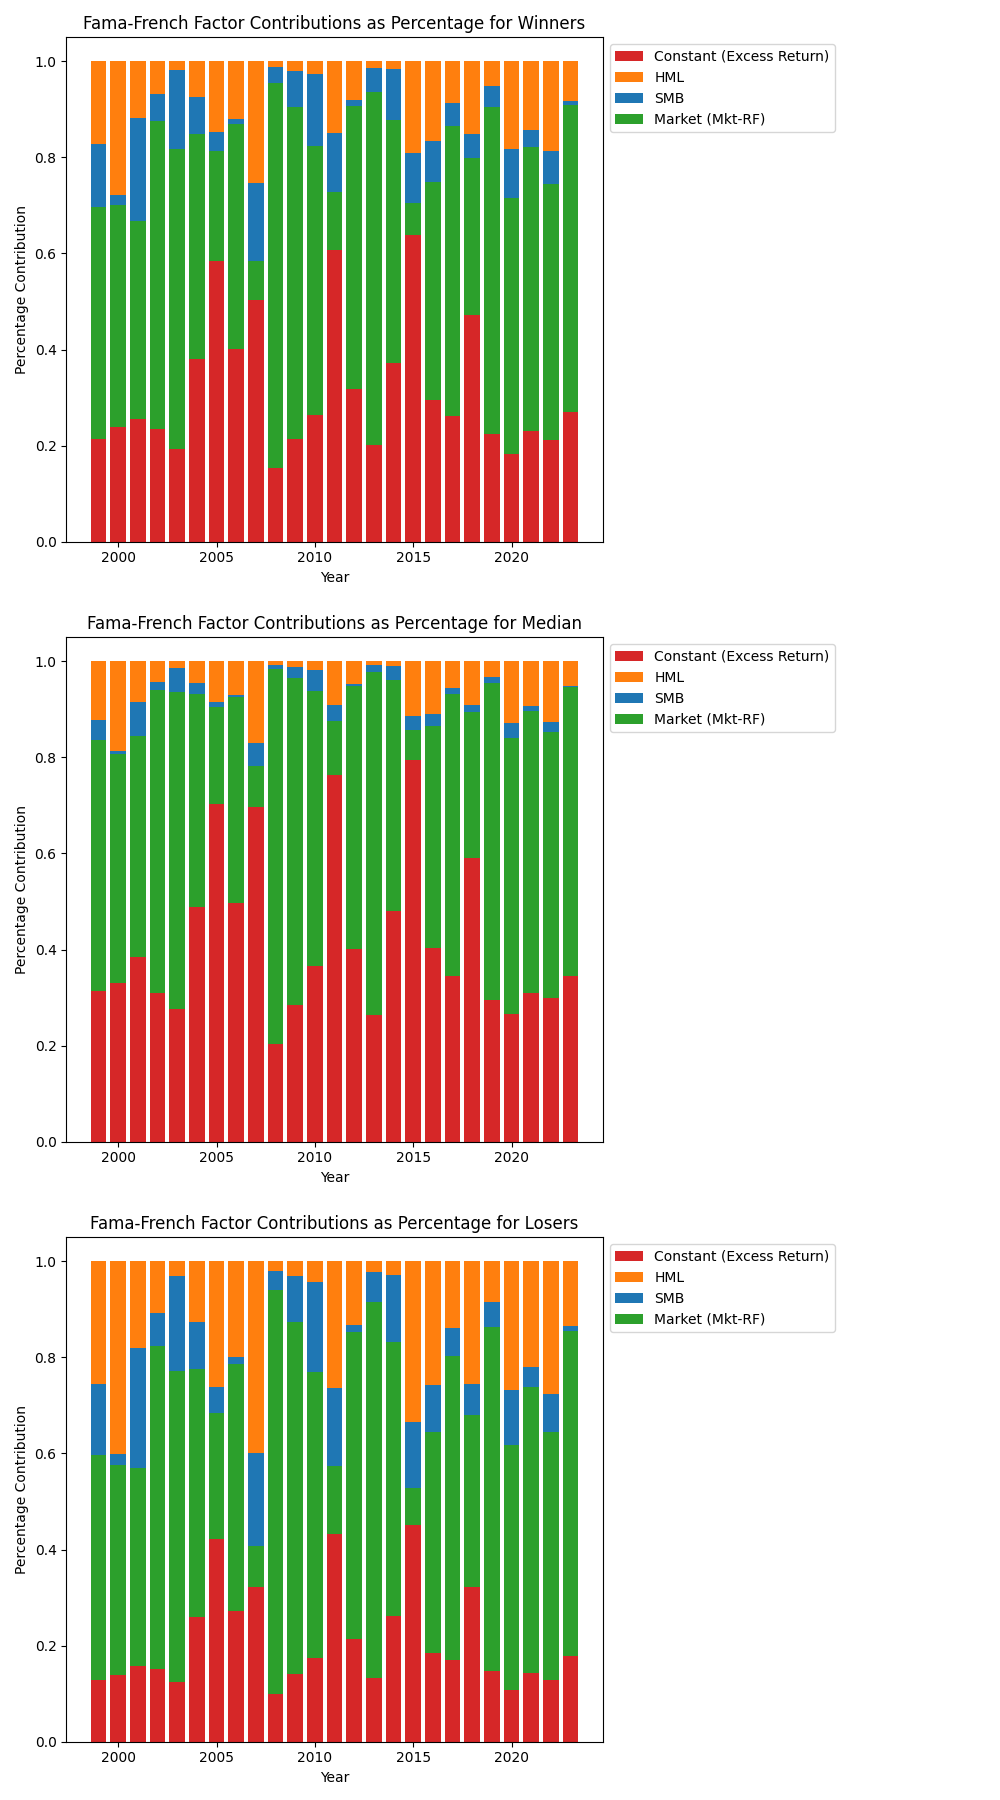 Fama-French Factor Contributions as Percentage for Winners
1.0
0.8
0.6
0.4
0.2
0.0
Percentage Contribution
2000 2005 2010 2015 2020
Year
Constant (Excess Return)
HML
SMB
Market (Mkt-RF)
Fama-French Factor Contributions as Percentage for Median
1.0
0.8
0.6
0.4
0.2
0.0
Percentage Contribution
2000 2005 2010 2015 2020
Year
Constant (Excess Return)
HML
SMB
Market (Mkt-RF)
Fama-French Factor Contributions as Percentage for Losers
1.0
0.8
0.6
0.4
0.2
0.0
Percentage Contribution
2000 2005 2010 2015 2020
Year
Constant (Excess Return)
HML
SMB
Market (Mkt-RF)